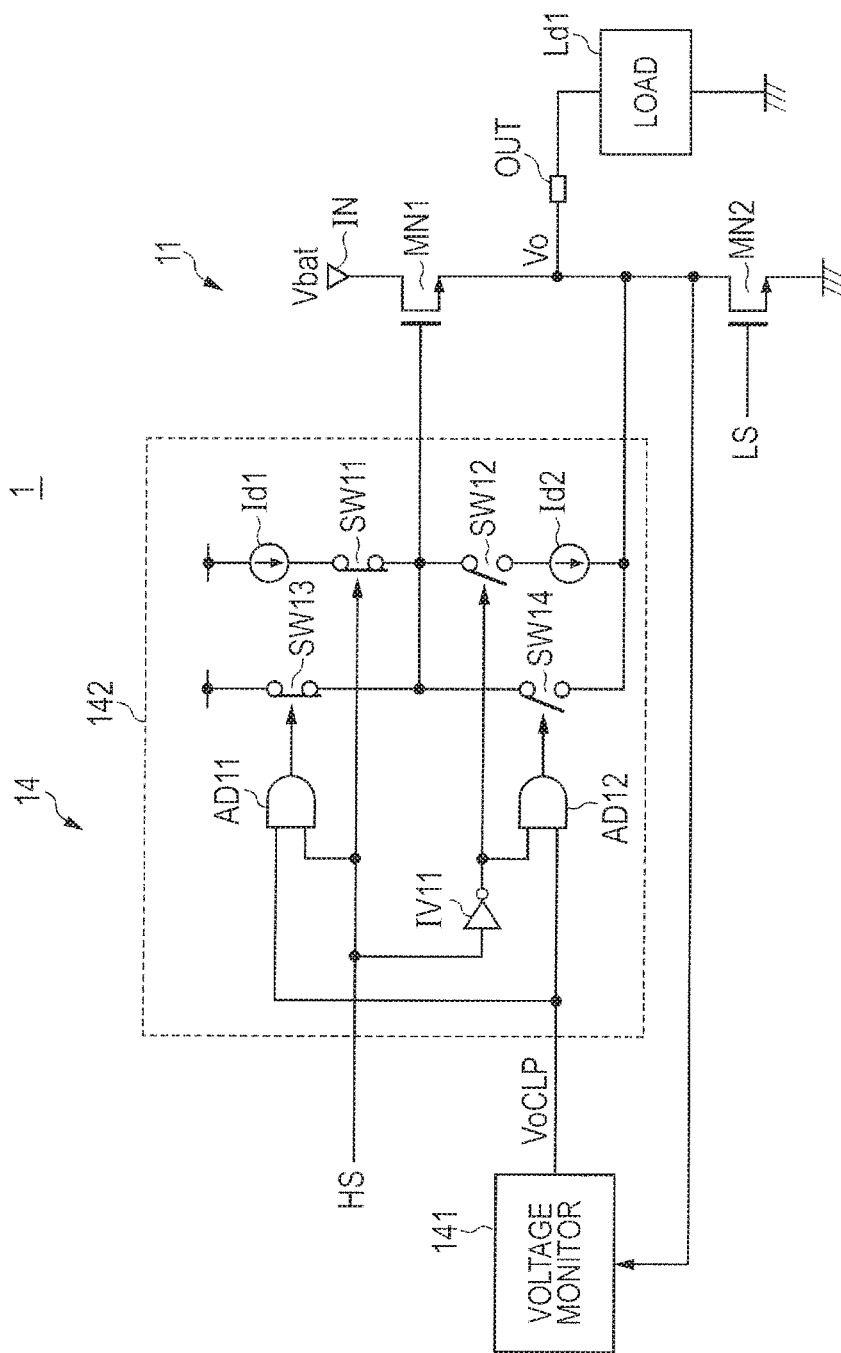 1
14
11
142
Vbat
IN
Id1
SW13
SW11
AD11
MN1
OUT
Ld1
LOAD
Vo
HS
IV11
SW12
SW14
Id2
AD12
VoCLP
141
VOLTAGE
MONITOR
LS
MN2